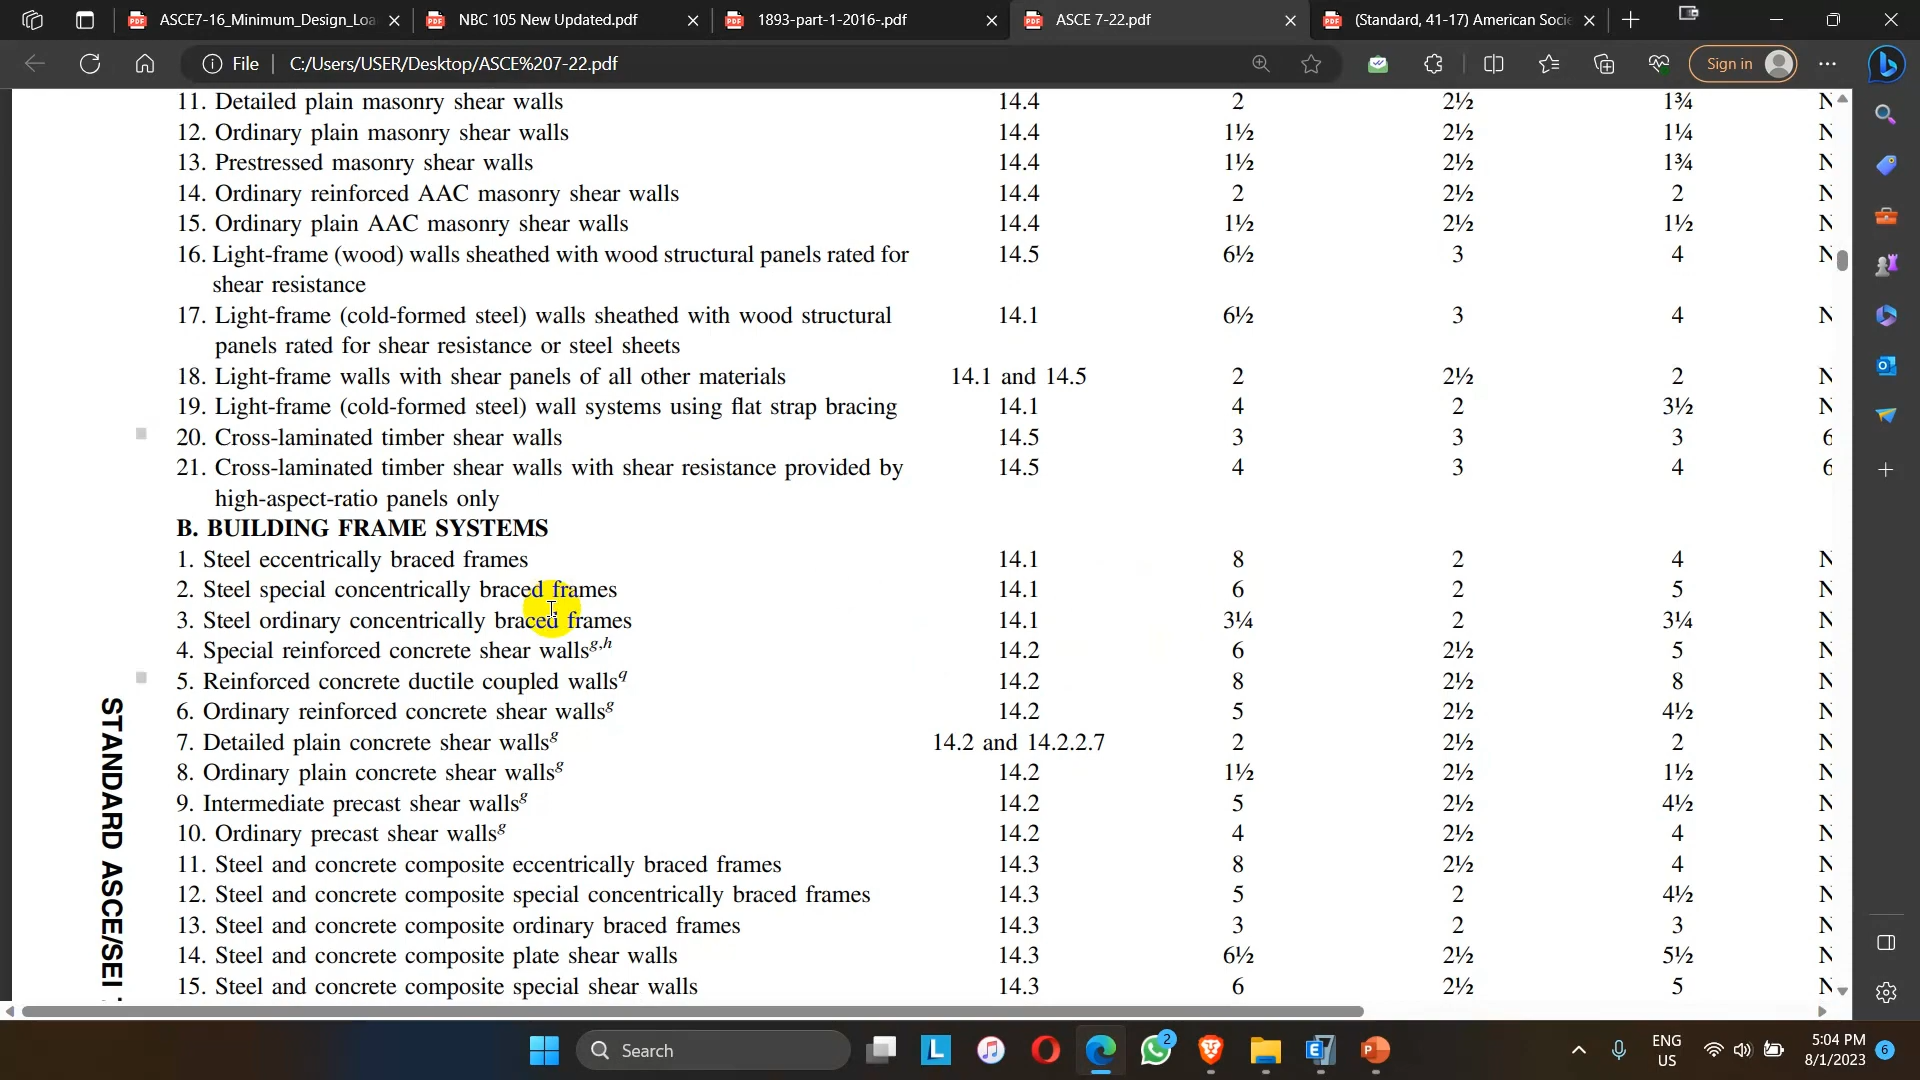 ASCE7-16_Minimum_Design_Loa
NBC 105 New Updated.pdf
1893-part-1-2016-.pdf
ASCE 7-22.pdf
(Standard, 41-17) American Socie
File
C:/Users/USER/Desktop/ASCE%207-22.pdf
Sign in
11. Detailed plain masonry shear walls 14.4 2 2½ 1¾ N
12. Ordinary plain masonry shear walls 14.4 1½ 2½ 1¼ N
13. Prestressed masonry shear walls 14.4 1½ 2½ 1¾ N
14. Ordinary reinforced AAC masonry shear walls 14.4 2 2½ 2 N
15. Ordinary plain AAC masonry shear walls 14.4 1½ 2½ 1½ N
16. Light-frame (wood) walls sheathed with wood structural panels rated for 14.5 6½ 3 4 N
shear resistance
17. Light-frame (cold-formed steel) walls sheathed with wood structural 14.1 6½ 3 4 N
panels rated for shear resistance or steel sheets
18. Light-frame walls with shear panels of all other materials 14.1 and 14.5 2 2½ 2 N
19. Light-frame (cold-formed steel) wall systems using flat strap bracing 14.1 4 2 3½ N
20. Cross-laminated timber shear walls 14.5 3 3 3 6
21. Cross-laminated timber shear walls with shear resistance provided by 14.5 4 3 4 6
high-aspect-ratio panels only
B. BUILDING FRAME SYSTEMS
1. Steel eccentrically braced frames 14.1 8 2 4 N
2. Steel special concentrically braced frames 14.1 6 2 5 N
3. Steel ordinary concentrically braced frames 14.1 3¼ 2 3¼ N
4. Special reinforced concrete shear walls g,h 14.2 6 2½ 5 N
5. Reinforced concrete ductile coupled walls q 14.2 8 2½ 8 N
6. Ordinary reinforced concrete shear walls g 14.2 5 2½ 4½ N
7. Detailed plain concrete shear walls g 14.2 and 14.2.2.7 2 2½ 2 N
8. Ordinary plain concrete shear walls g 14.2 1½ 2½ 1½ N
9. Intermediate precast shear walls g 14.2 5 2½ 4½ N
10. Ordinary precast shear walls g 14.2 4 2½ 4 N
11. Steel and concrete composite eccentrically braced frames 14.3 8 2½ 4 N
12. Steel and concrete composite special concentrically braced frames 14.3 5 2 4½ N
13. Steel and concrete composite ordinary braced frames 14.3 3 2 3 N
14. Steel and concrete composite plate shear walls 14.3 6½ 2½ 5½ N
15. Steel and concrete composite special shear walls 14.3 6 2½ 5 N
STANDARD ASCE/SEI
Search
2
ENG
US
5:04 PM
8/1/2023
6